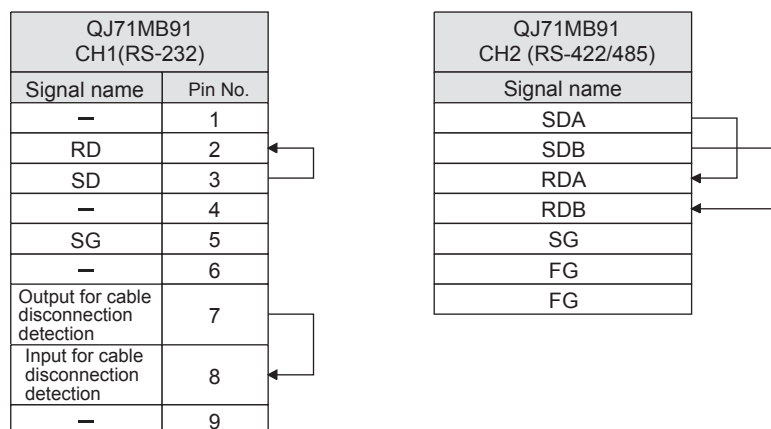 QJ71MB91
CH1(RS-232)
Signal name Pin No.
– 1
RD 2
SD 3
– 4
SG 5
– 6
Output for cable
disconnection
detection
7
Input for cable
disconnection
detection
8
– 9
QJ71MB91
CH2 (RS-422/485)
Signal name
SDA
SDB
RDA
RDB
SG
FG
FG